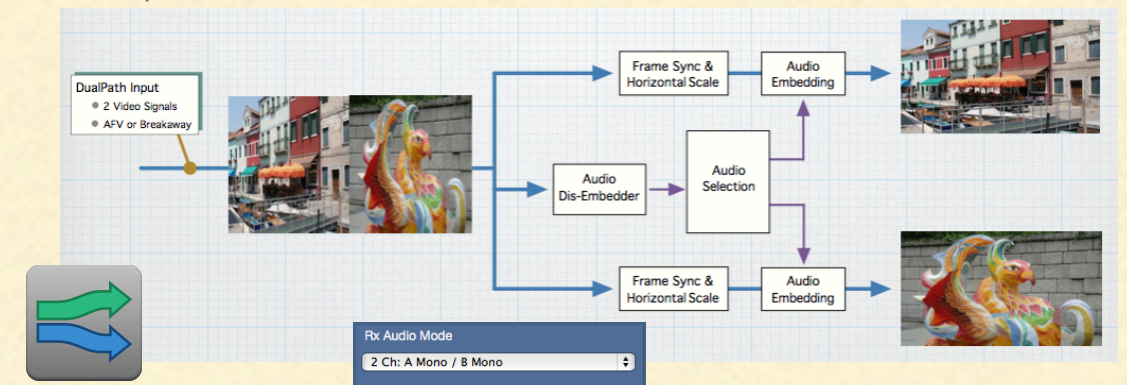 DualPath Input
2 Video Signals
AFV or Breakaway
Frame Sync &
Horizontal Scale
Audio
Embedding
Audio
Dis-Embedder
Audio
Selection
Frame Sync &
Horizontal Scale
Audio
Embedding
Rx Audio Mode
2 Ch: A Mono / B Mono